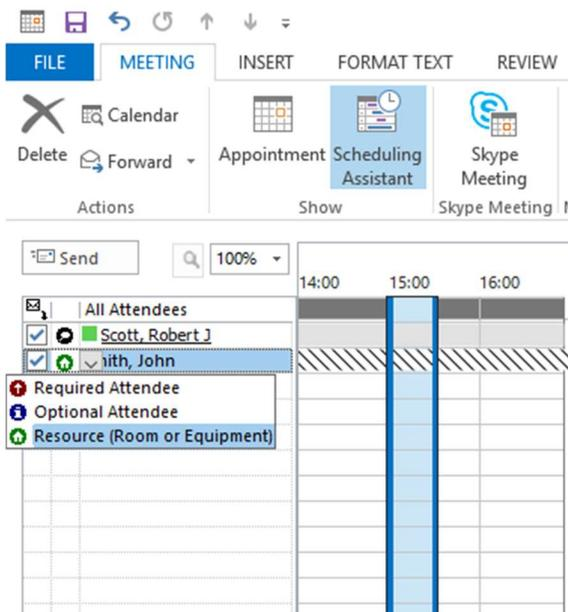 FILE MEETING INSERT FORMAT TEXT REVIEW
Delete
Calendar
Forward
Actions
Appointment
Scheduling
Assistant
Show
Skype
Meeting
Skype Meeting
Send
100%
14:00 15:00 16:00
All Attendees
Scott, Robert J
hith, John
Required Attendee
Optional Attendee
Resource (Room or Equipment)